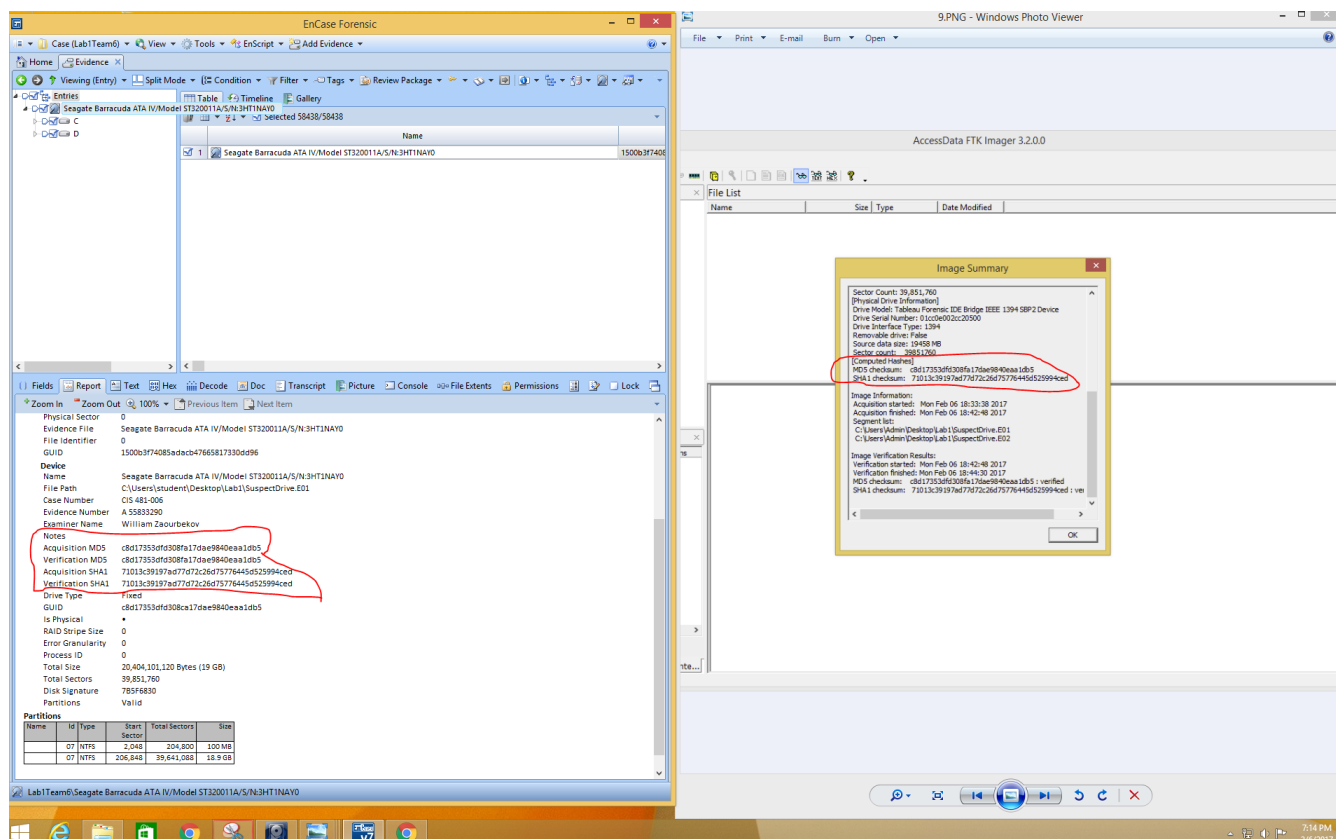 EnCase Forensic
Case (Lab1Team6) View Tools EnScript Add Evidence
Home Evidence
Viewing (Entry) Split Mode Condition Filter Tags Review Package
Entries
Seagate Barracuda ATA IV/Model ST320011A/S/N:3HT1NAY0
C
D
Table Timeline Gallery
Selected 58438/58438
Name
1 Seagate Barracuda ATA IV/Model ST320011A/S/N:3HT1NAY0 1500b3f7408
Fields Report Text Hex Decode Doc Transcript Picture Console File Extents Permissions Lock
Zoom In Zoom Out 100% Previous Item Next Item
Physical Sector 0
Evidence File Seagate Barracuda ATA IV/Model ST320011A/S/N:3HT1NAY0
File Identifier 0
GUID 1500b3f74085adacb47665817330dd96
Device
Name Seagate Barracuda ATA IV/Model ST320011A/S/N:3HT1NAY0
File Path C:\Users\student\Desktop\Lab1\SuspectDrive.E01
Case Number CIS 481-006
Evidence Number A 55833290
Examiner Name William Zaourbekov
Notes
Acquisition MD5 c8d17353dfd308fa17dae9840eaa1db5
Verification MD5 c8d17353dfd308fa17dae9840eaa1db5
Acquisition SHA1 71013c39197ad77d72c26d75776445d525994ced
Verification SHA1 71013c39197ad77d72c26d75776445d525994ced
Drive Type Fixed
GUID c8d17353dfd308ca17dae9840eaa1db5
Is Physical •
RAID Stripe Size 0
Error Granularity 0
Process ID 0
Total Size 20,404,101,120 Bytes (19 GB)
Total Sectors 39,851,760
Disk Signature 7B5F6830
Partitions Valid
Partitions
Name Id Type Start Sector Total Sectors Size
07 NTFS 2,048 204,800 100 MB
07 NTFS 206,848 39,641,088 18.9 GB
Lab1Team6\Seagate Barracuda ATA IV/Model ST320011A/S/N:3HT1NAY0
9.PNG - Windows Photo Viewer
File Print E-mail Burn Open
AccessData FTK Imager 3.2.0.0
File List
Name Size Type Date Modified
Image Summary
Sector Count: 39,851,760
[Physical Drive Information]
Drive Model: Tableau Forensic IDE Bridge IEEE 1394 SBP2 Device
Drive Serial Number: 01cc0e002cc20500
Drive Interface Type: 1394
Removable drive: False
Source data size: 19458 MB
Sector count: 39851760
[Computed Hashes]
MD5 checksum: c8d17353dfd308fa17dae9840eaa1db5
SHA1 checksum: 71013c39197ad77d72c26d75776445d525994ced
Image Information:
Acquisition started: Mon Feb 06 18:33:38 2017
Acquisition finished: Mon Feb 06 18:42:48 2017
Segment list:
C:\Users\Admin\Desktop\Lab1\SuspectDrive.E01
C:\Users\Admin\Desktop\Lab1\SuspectDrive.E02
Image Verification Results:
Verification started: Mon Feb 06 18:42:48 2017
Verification finished: Mon Feb 06 18:44:30 2017
MD5 checksum: c8d17353dfd308fa17dae9840eaa1db5 : verified
SHA1 checksum: 71013c39197ad77d72c26d75776445d525994ced : ver
OK
7:14 PM